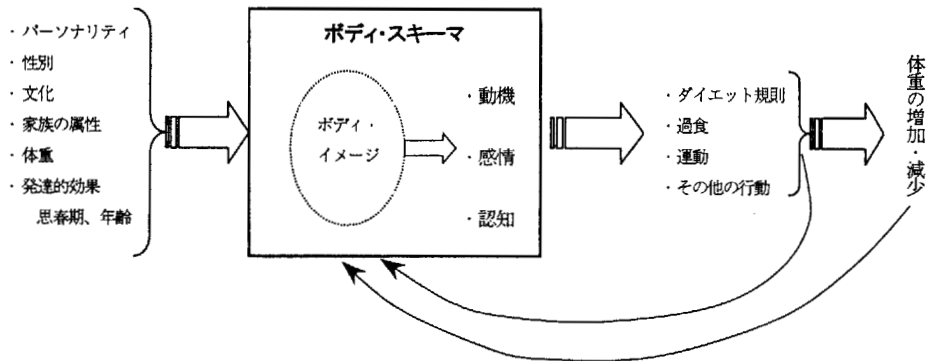 ・パーソナリティ
・性別
・文化
・家族の属性
・体重
・発達的効果
思春期、年齢
ボディ・スキーマ
ボディ・
イメージ
・動機
・感情
・認知
・ダイエット規則
・過食
・運動
・その他の行動
体重の増加・減少